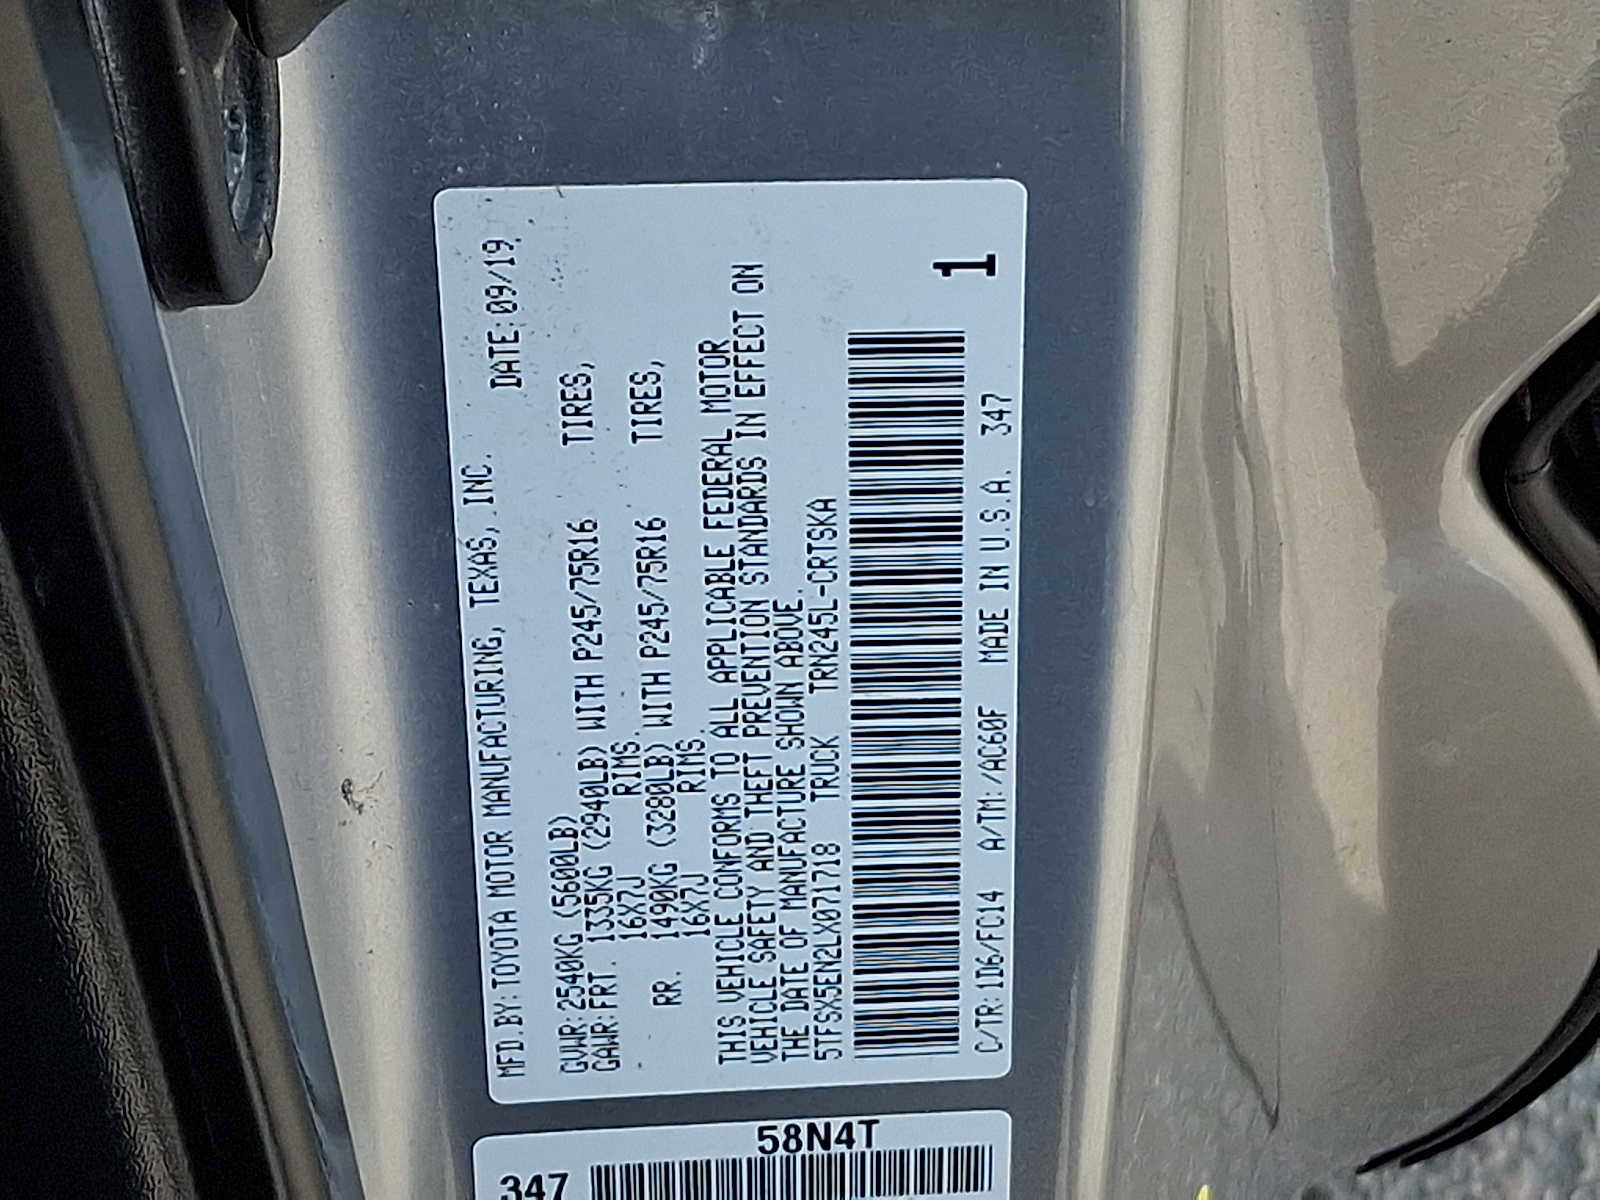 MFD.BY:TOYOTA MOTOR MANUFACTURING, TEXAS, INC.
DATE:09/19
GVWR:2540KG (5600LB)
GAWR:FRT. 1335KG (2940LB) WITH P245/75R16 TIRES,
16X7J RIMS.
RR. 1490KG (3280LB) WITH P245/75R16 TIRES,
16X7J RIMS.
THIS VEHICLE CONFORMS TO ALL APPLICABLE FEDERAL MOTOR
VEHICLE SAFETY AND THEFT PREVENTION STANDARDS IN EFFECT ON
THE DATE OF MANUFACTURE SHOWN ABOVE.
5TFSX5EN2LX071718 TRUCK TRN245L-CRTSKA
1
C/TR:1D6/FC14 A/TM:/AC60F MADE IN U.S.A. 347
58N4T
347